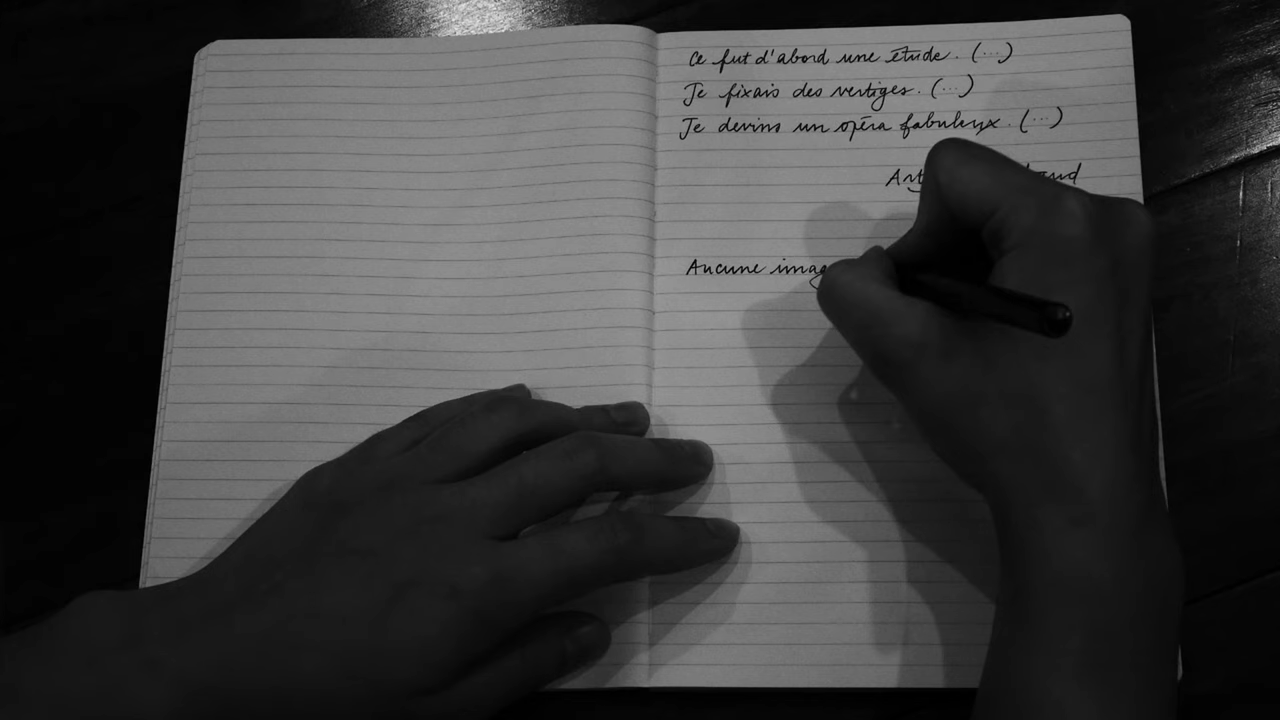 Ce fut d'abord une étude. (...)
Je fixais des vertiges. (...)
Je devins un opéra fabuleux. (...)
Aucune